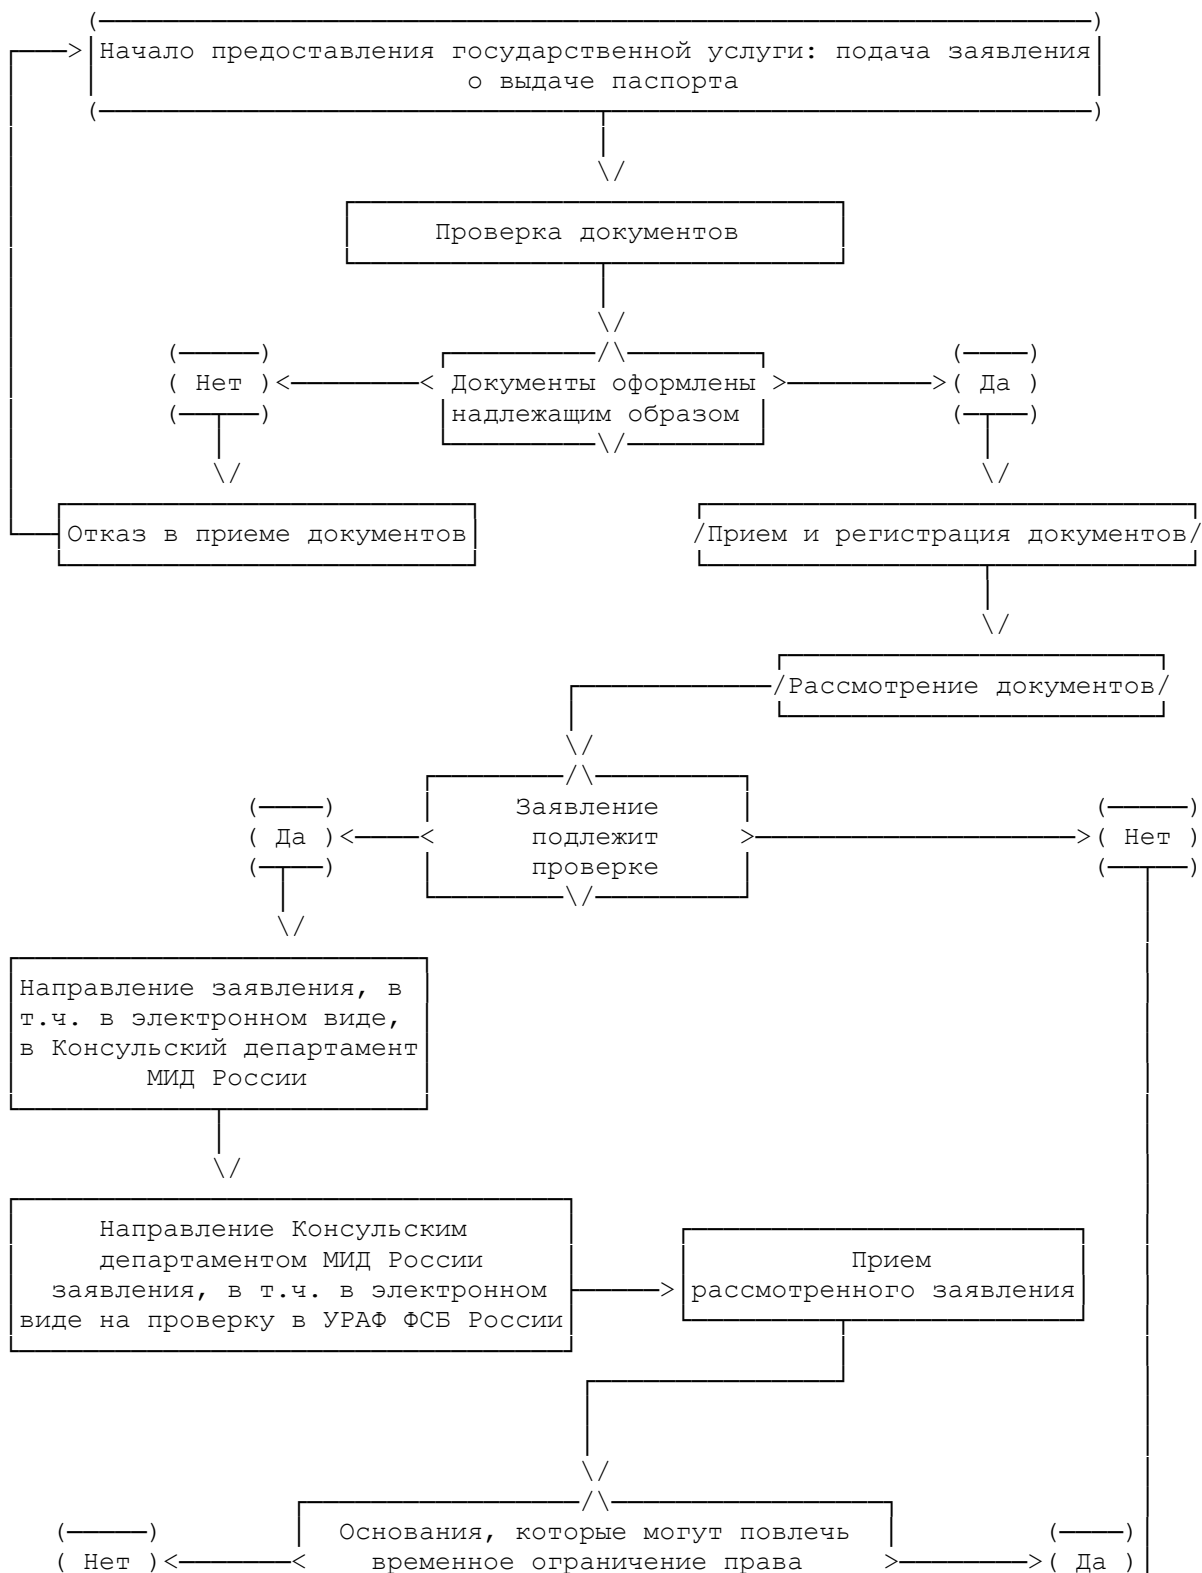 Начало предоставления государственной услуги: подача заявления
о выдаче паспорта
Проверка документов
Нет
Документы оформлены
надлежащим образом
Да
Отказ в приеме документов
Прием и регистрация документов
Рассмотрение документов
Да
Заявление
подлежит
проверке
Нет
Направление заявления, в
т.ч. в электронном виде,
в Консульский департамент
МИД России
Направление Консульским
департаментом МИД России
заявления, в т.ч. в электронном
виде на проверку в УРАФ ФСБ России
Прием
рассмотренного заявления
Нет
Основания, которые могут повлечь
временное ограничение права
Да